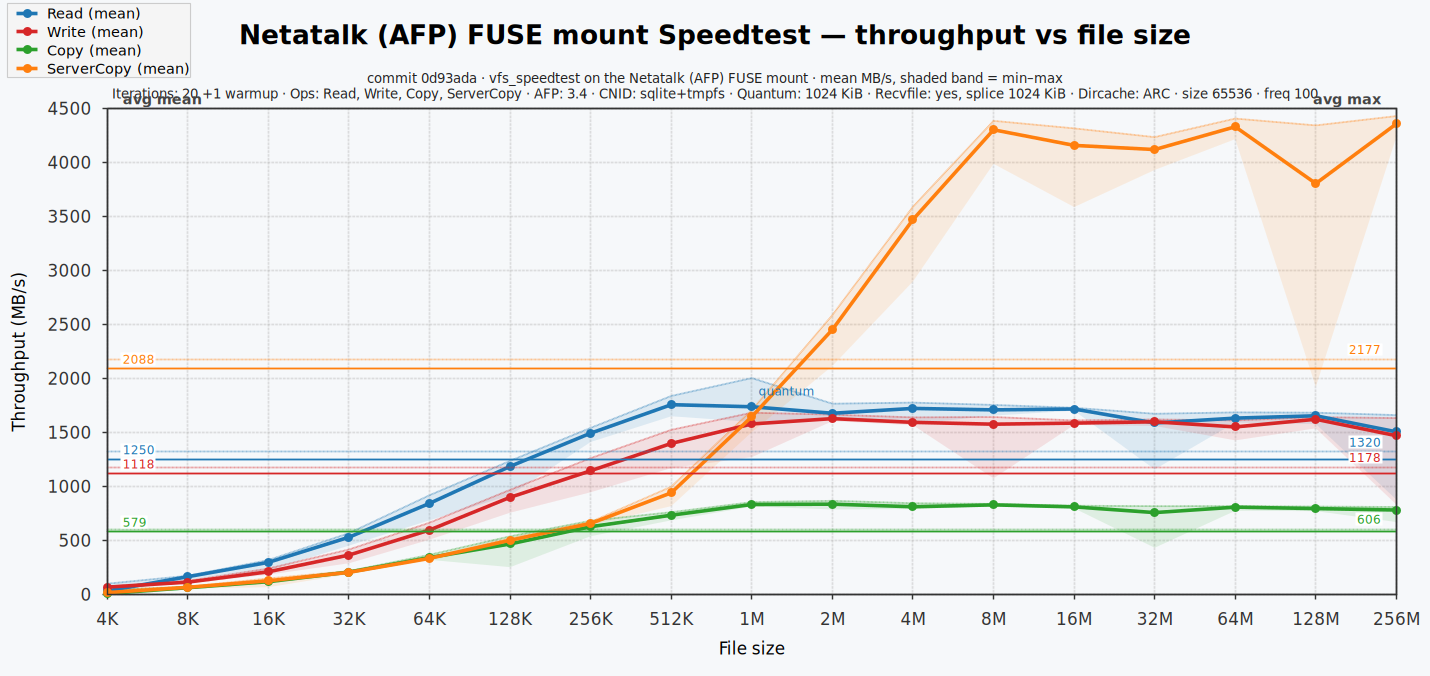 Read (mean)
Write (mean)
Copy (mean)
ServerCopy (mean)
Netatalk (AFP) FUSE mount Speedtest — throughput vs file size
commit 0d93ada · vfs_speedtest on the Netatalk (AFP) FUSE mount · mean MB/s, shaded band = min–max
Iterations: 20 +1 warmup · Ops: Read, Write, Copy, ServerCopy · AFP: 3.4 · CNID: sqlite+tmpfs · Quantum: 1024 KiB · Recvfile: yes, splice 1024 KiB · Dircache: ARC · size 65536 · freq 100
avg mean
avg max
4500
4000
3500
3000
2500
2000
1500
1000
500
0
Throughput (MB/s)
2088
2177
quantum
1250
1320
1118
1178
579
606
4K 8K 16K 32K 64K 128K 256K 512K 1M 2M 4M 8M 16M 32M 64M 128M 256M
File size